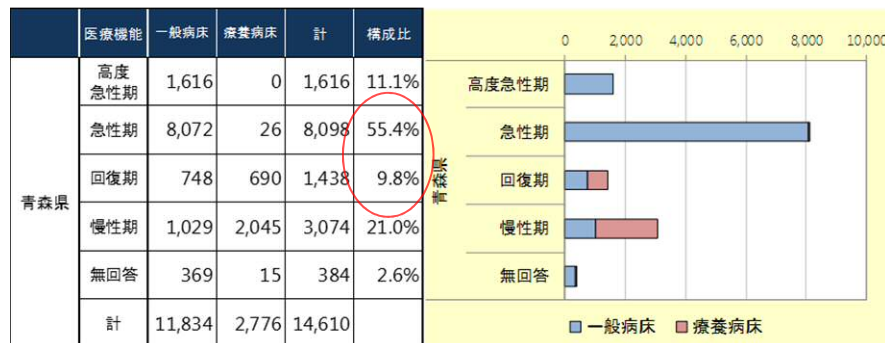 医療機能 一般病床 療養病床 計 構成比
青森県
高度
急性期 1,616 0 1,616 11.1%
急性期 8,072 26 8,098 55.4%
回復期 748 690 1,438 9.8%
慢性期 1,029 2,045 3,074 21.0%
無回答 369 15 384 2.6%
計 11,834 2,776 14,610
0 2,000 4,000 6,000 8,000 10,000
青森県
高度急性期
急性期
回復期
慢性期
無回答
一般病床 療養病床